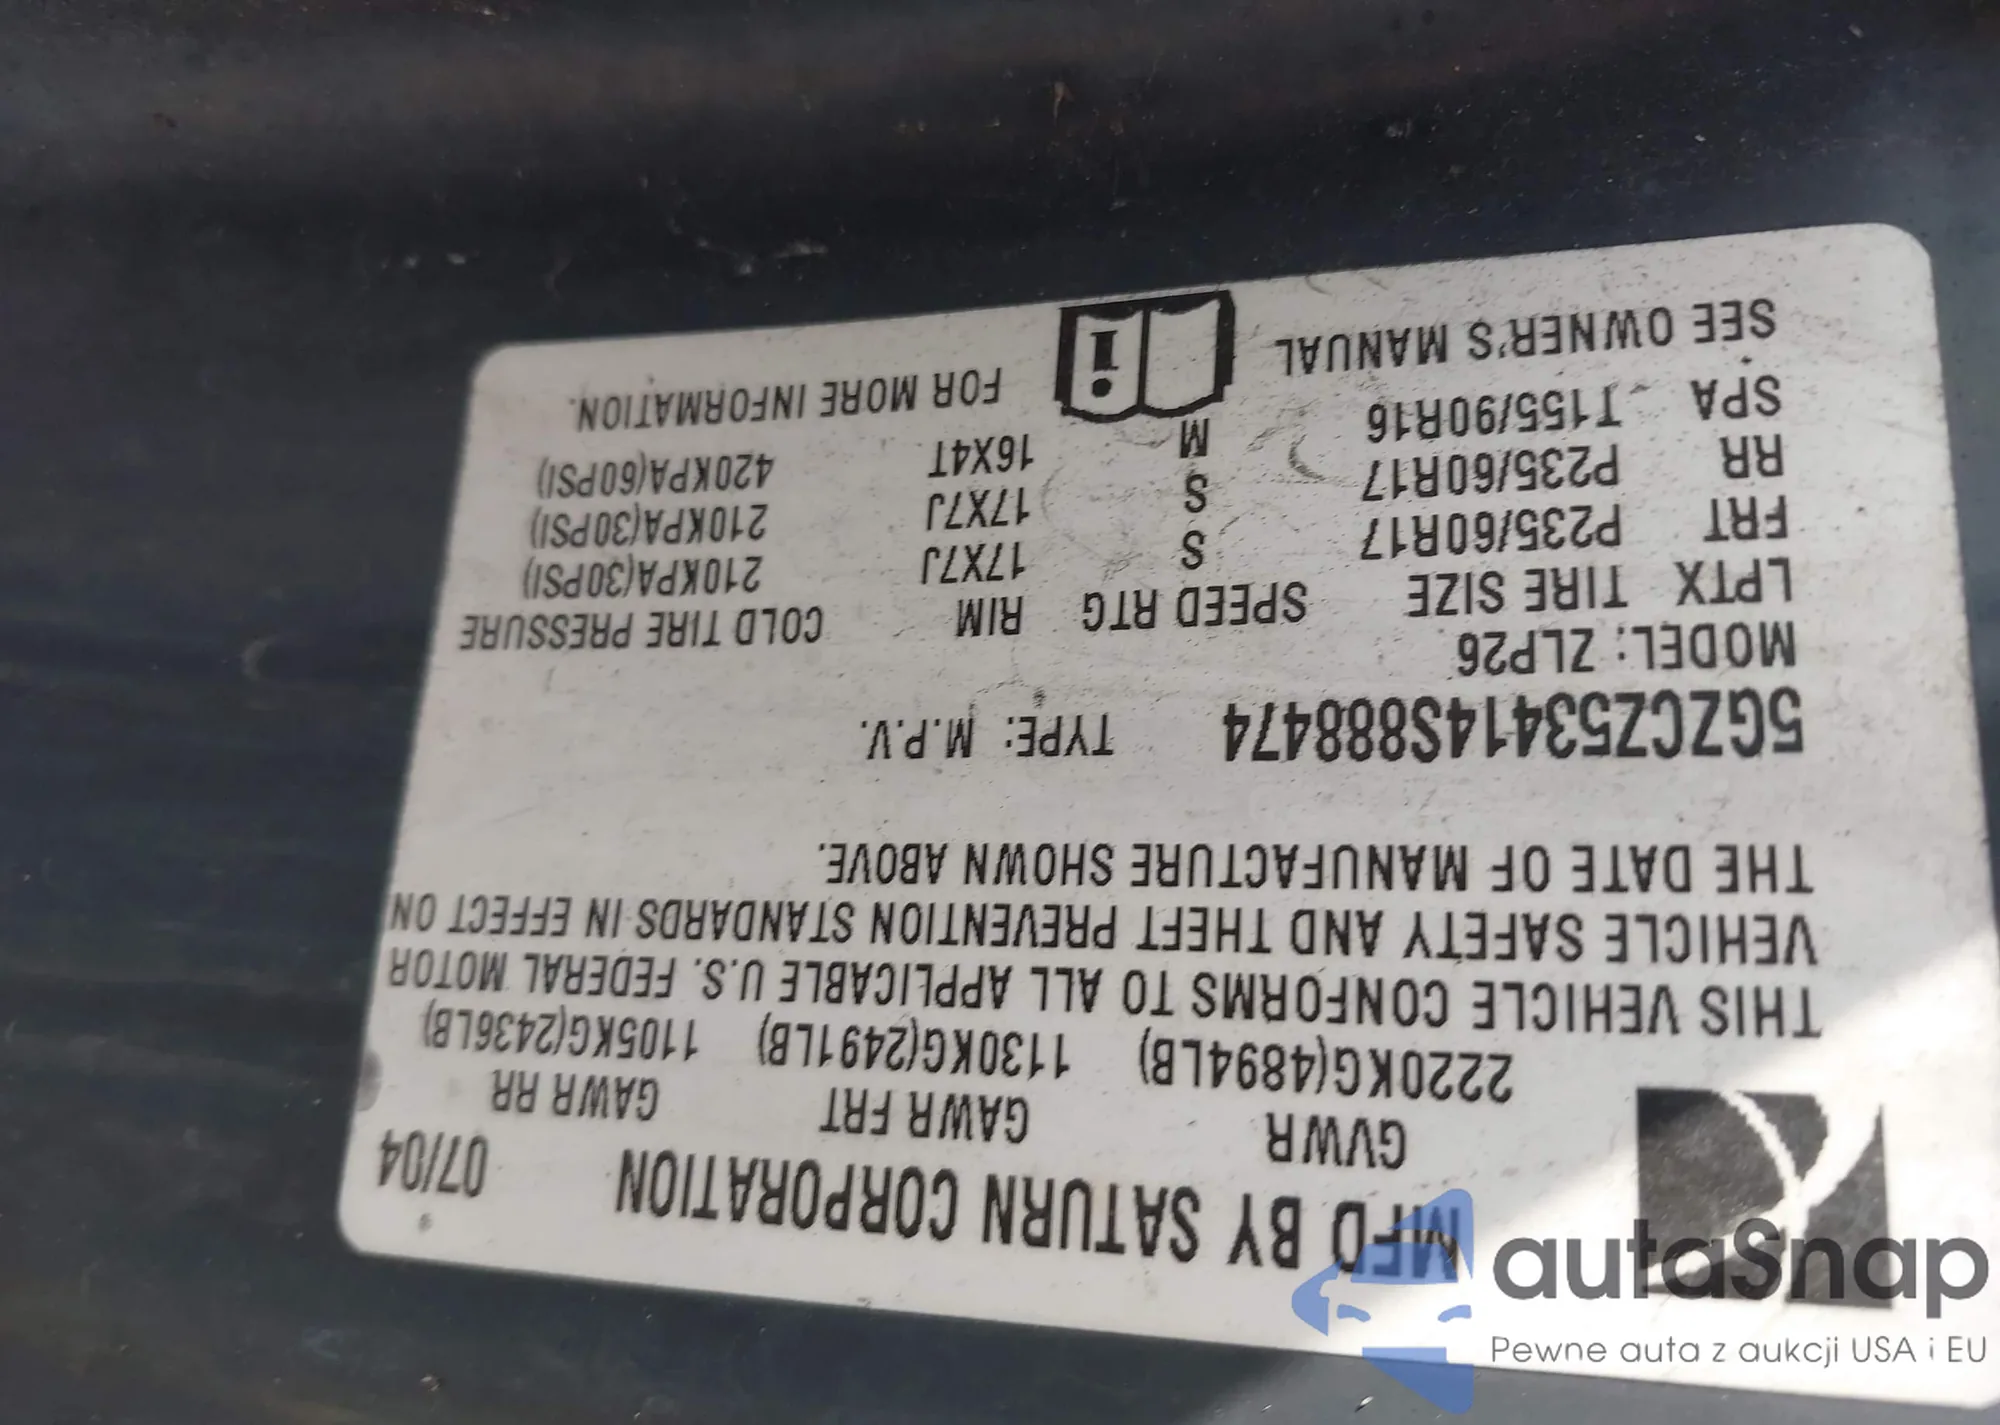 MFD BY SATURN CORPORATION 07/04
GVWR GAWR FRT GAWR RR
2220KG(4894LB) 1130KG(2491LB) 1105KG(2436LB)
THIS VEHICLE CONFORMS TO ALL APPLICABLE U.S. FEDERAL MOTOR
VEHICLE SAFETY AND THEFT PREVENTION STANDARDS IN EFFECT ON
THE DATE OF MANUFACTURE SHOWN ABOVE.
5GZCZ53414S888474 TYPE: M.P.V.
MODEL: ZLP26
LPTX TIRE SIZE SPEED RTG RIM COLD TIRE PRESSURE
FRT P235/60R17 S 17X7J 210KPA(30PSI)
RR P235/60R17 S 17X7J 210KPA(30PSI)
SPA T155/90R16 M 16X4T 420KPA(60PSI)
SEE OWNER'S MANUAL i FOR MORE INFORMATION.
autaSnap
Pewne auta z aukcji USA i EU